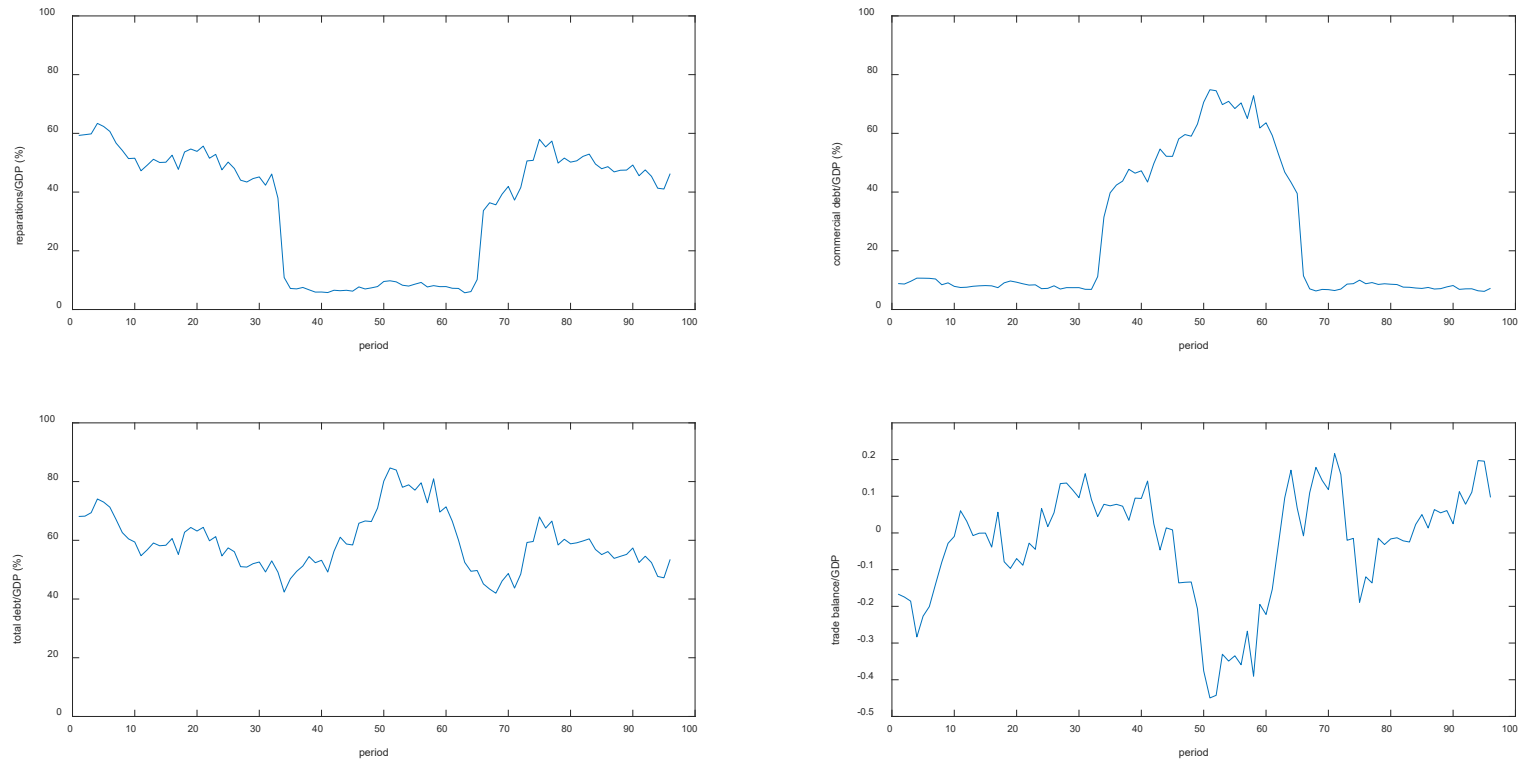 100
80
60
40
20
0
reparations/GDP (%)
0 10 20 30 40 50 60 70 80 90 100
period
100
80
60
40
20
0
commercial debt/GDP (%)
0 10 20 30 40 50 60 70 80 90 100
period
100
80
60
40
20
0
total debt/GDP (%)
0 10 20 30 40 50 60 70 80 90 100
period
0.2
0.1
0
-0.1
-0.2
-0.3
-0.4
-0.5
trade balance/GDP
0 10 20 30 40 50 60 70 80 90 100
period